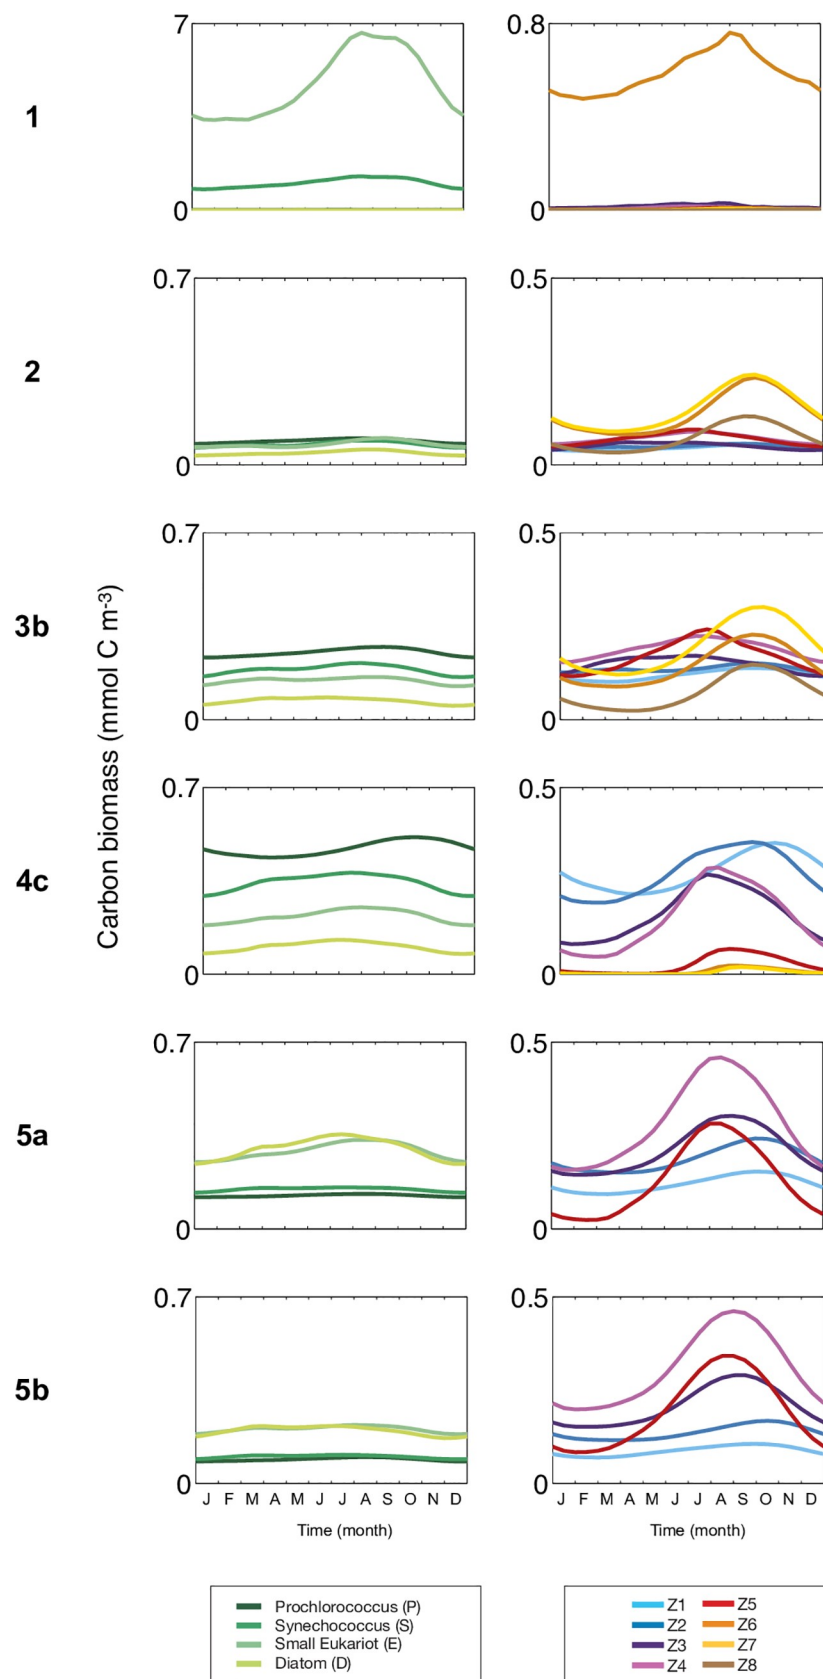 7
0.8
1
0
0
0.7
0.5
2
0
0
0.7
0.5
3b
0
0
0.7
0.5
4c
0
0
Carbon biomass (mmol C m-3)
0.7
0.5
5a
0
0
0.7
0.5
5b
0
0
J F M A M J J A S O N D
J F M A M J J A S O N D
Time (month)
Time (month)
Prochlorococcus (P)
Synechococcus (S)
Small Eukariot (E)
Diatom (D)
Z1 Z5
Z2 Z6
Z3 Z7
Z4 Z8